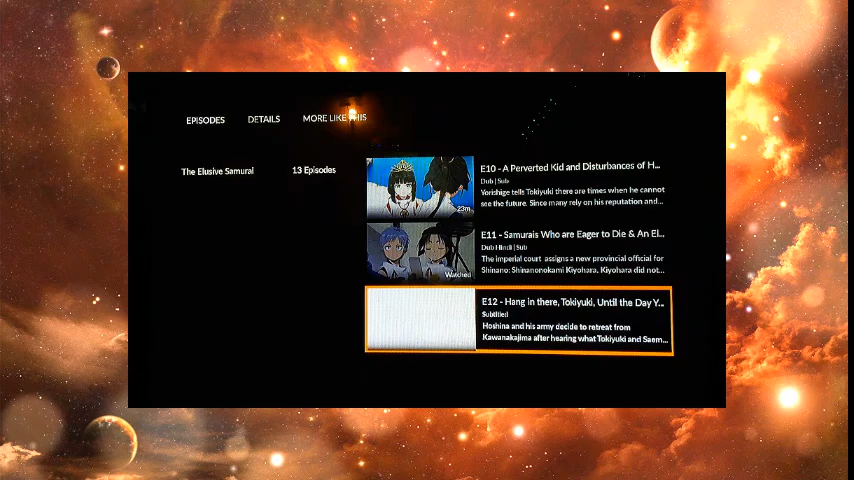 EPISODES
DETAILS
MORE LIKE THIS
The Elusive Samurai
13 Episodes
E10 - A Perverted Kid and Disturbances of H...
Dub | Sub
Vorishige tells Tokiyuki there are times when he cannot
see the future. Since many rely on his reputation and...
23m
E11 - Samurais Who are Eager to Die & An El...
Dub Hindi | Sub
The imperial court assigns a new provincial official for
Shinano: Shinanonokami Kiyohara. Kiyohara did not...
Watched
E12 - Hang in there, Tokiyuki, Until the Day Y...
Subtitled
Hoshina and his army decide to retreat from
Kawanakajima after hearing what Tokiyuki and Saem...